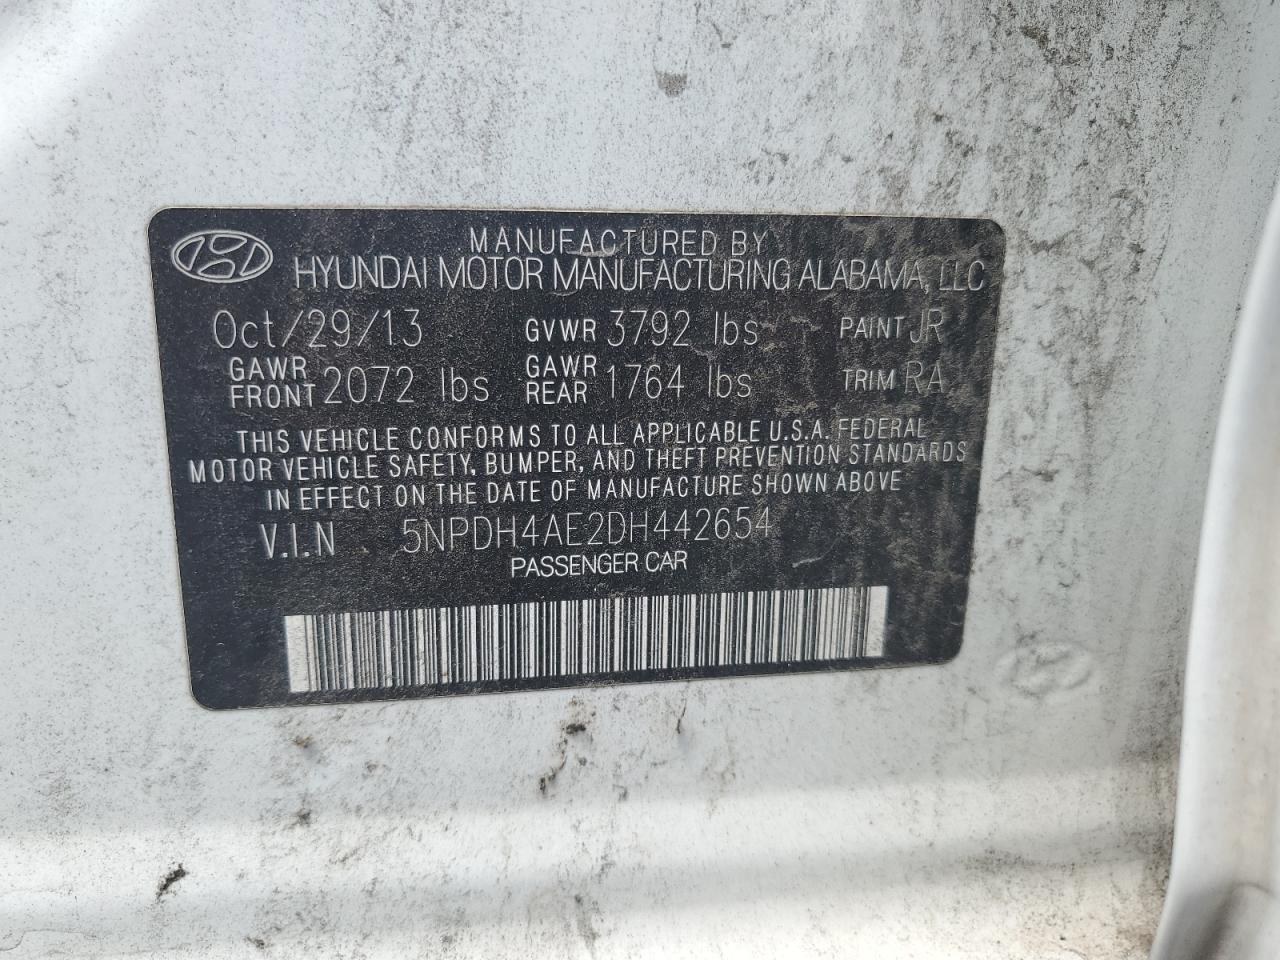 MANUFACTURED BY
HYUNDAI MOTOR MANUFACTURING ALABAMA, LLC
Oct/29/13 GVWR 3792 lbs PAINT JR
GAWR FRONT 2072 lbs GAWR REAR 1764 lbs TRIM RA
THIS VEHICLE CONFORMS TO ALL APPLICABLE U.S.A. FEDERAL
MOTOR VEHICLE SAFETY, BUMPER, AND THEFT PREVENTION STANDARDS
IN EFFECT ON THE DATE OF MANUFACTURE SHOWN ABOVE
V.I.N 5NPDH4AE2DH442654
PASSENGER CAR